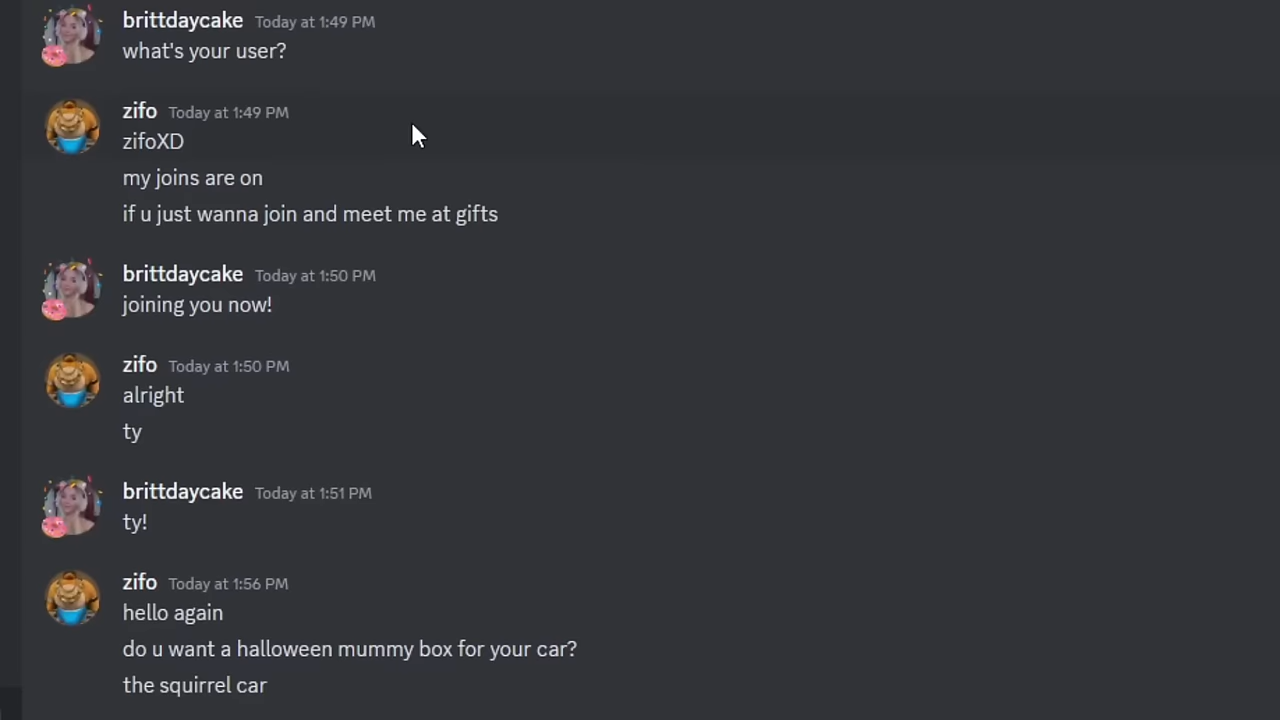 brittdaycake Today at 1:49 PM
what's your user?
zifo Today at 1:49 PM
zifoXD
my joins are on
if u just wanna join and meet me at gifts
brittdaycake Today at 1:50 PM
joining you now!
zifo Today at 1:50 PM
alright
ty
brittdaycake Today at 1:51 PM
ty!
zifo Today at 1:56 PM
hello again
do u want a halloween mummy box for your car?
the squirrel car